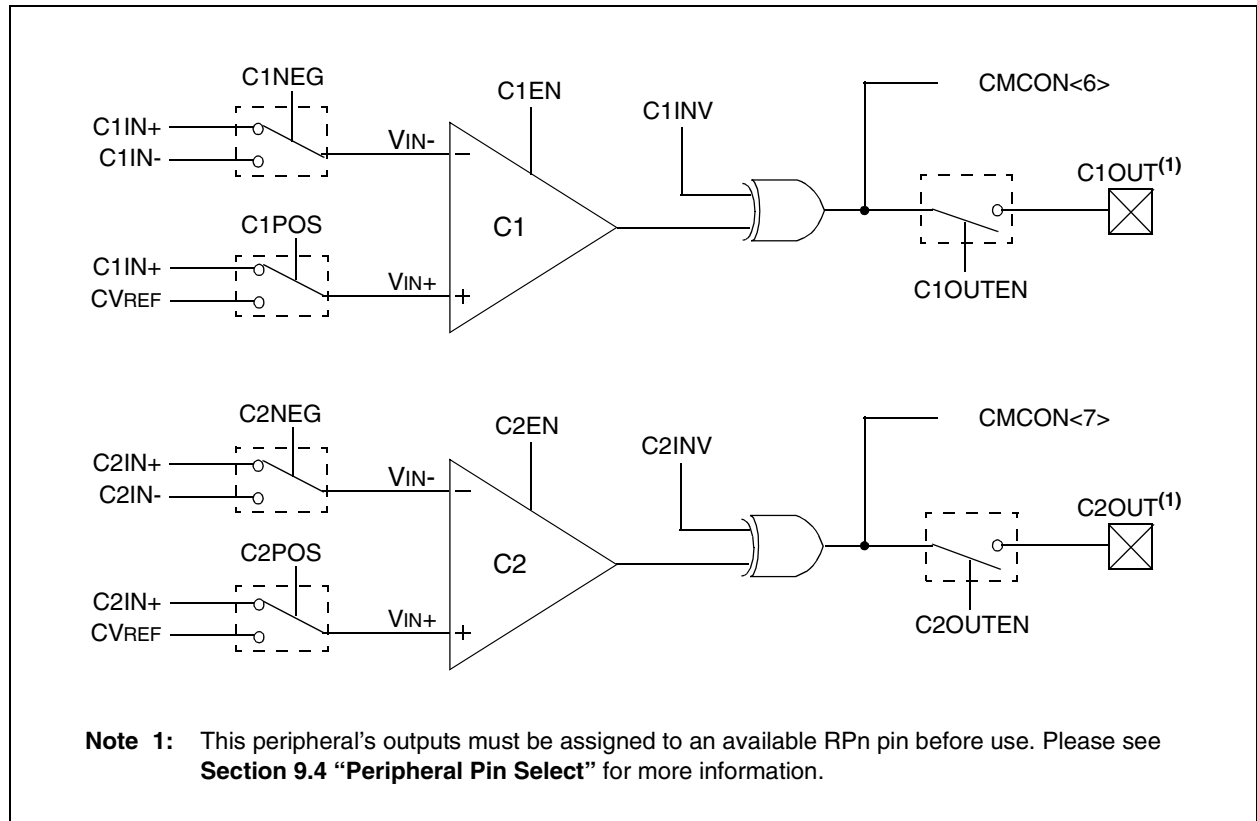 C1NEG
C1EN
C1INV
CMCON<6>
C1IN+
C1IN-
VIN-
–
C1OUT(1)
C1
C1POS
C1IN+
CVREF
VIN+
+
C1OUTEN
C2NEG
C2EN
C2INV
CMCON<7>
C2IN+
C2IN-
VIN-
–
C2OUT(1)
C2
C2POS
C2IN+
CVREF
VIN+
+
C2OUTEN
Note 1: This peripheral's outputs must be assigned to an available RPn pin before use. Please see
Section 9.4 “Peripheral Pin Select” for more information.